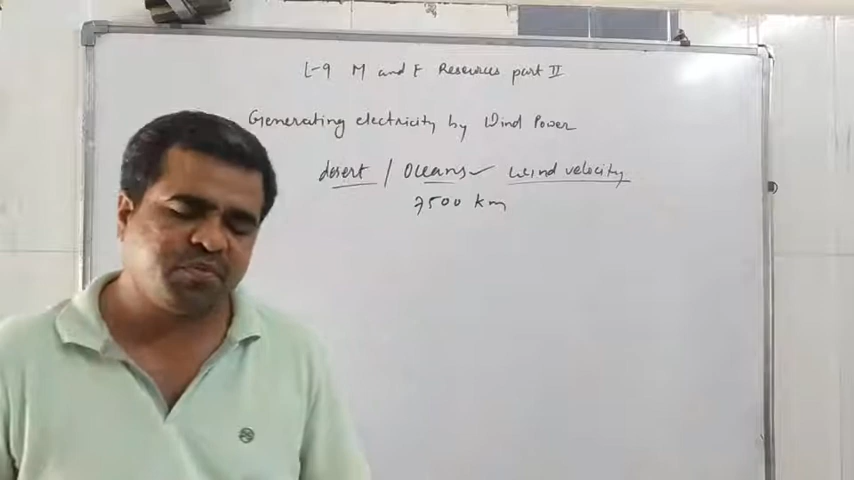 L-9 M and E Resources part II
Generating electricity by Wind Power
desert / Oceans wind velocity
7500 km